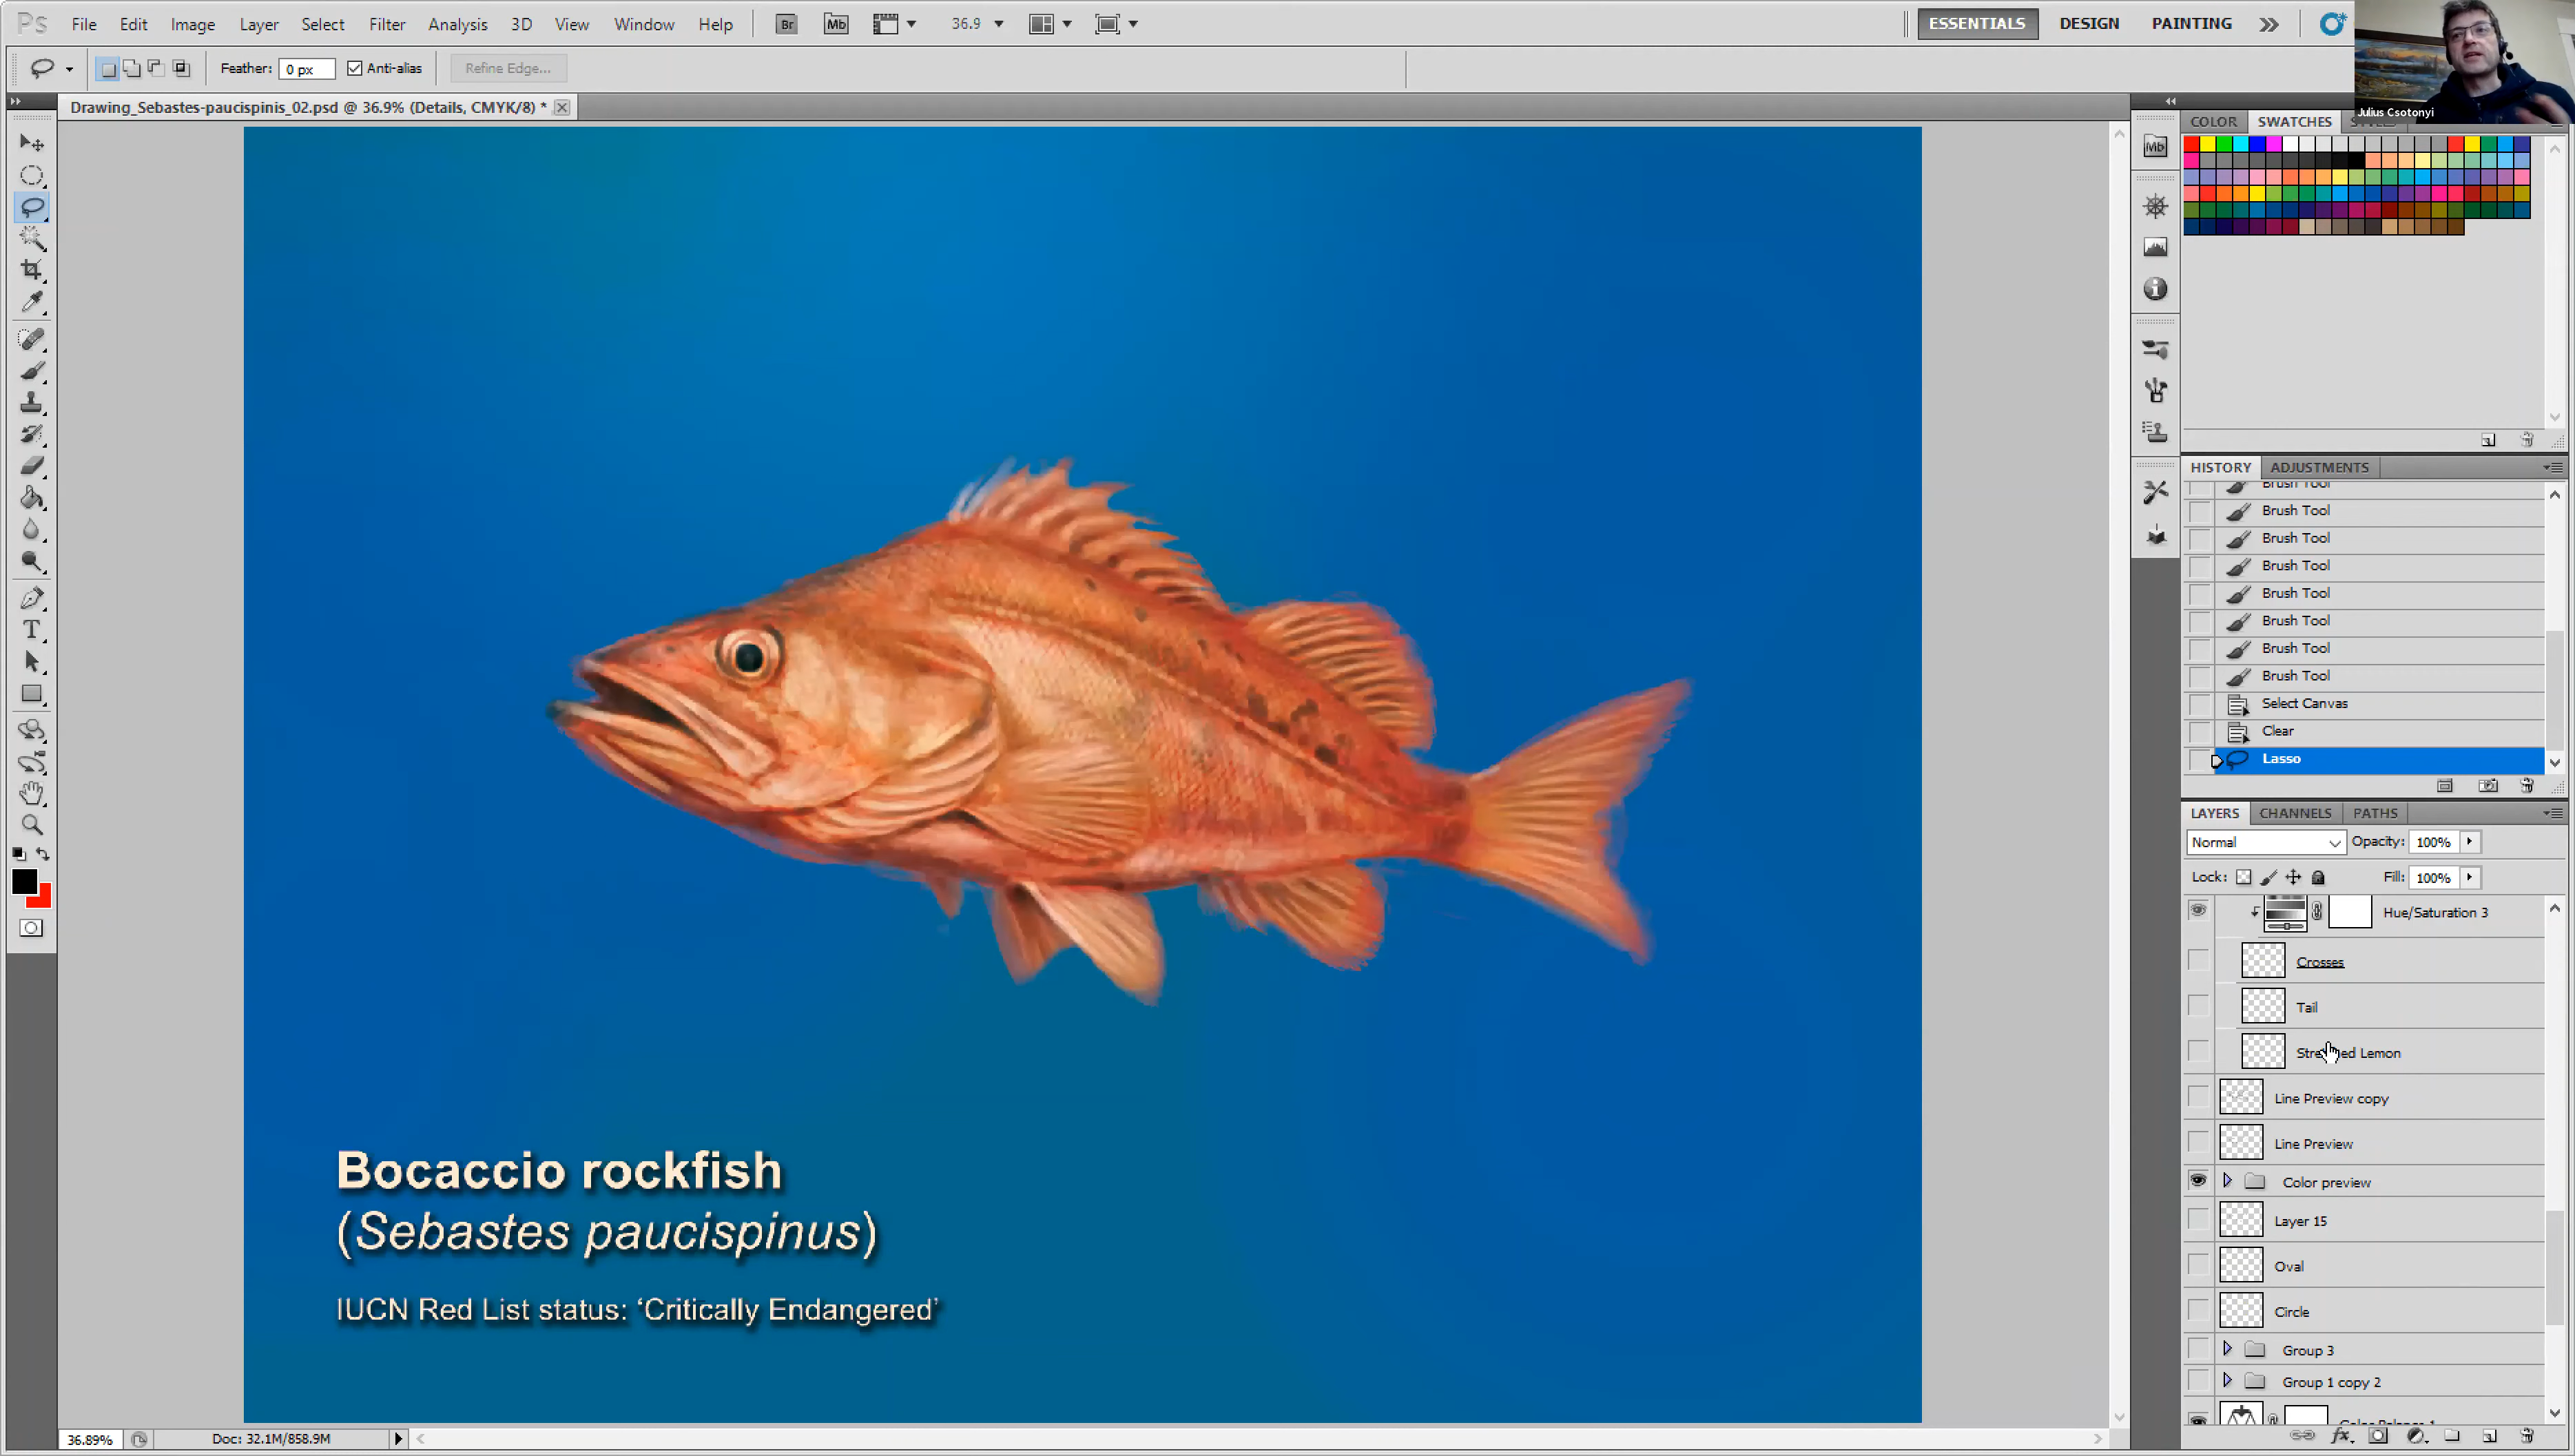 Ps File Edit Image Layer Select Filter Analysis 3D View Window Help Br Mb 36.9 ESSENTIALS DESIGN PAINTING
Feather: 0 px Anti-alias Refine Edge...
Julius Csotonyi
Drawing_Sebastes-paucispinis_02.psd @ 36.9% (Details, CMYK/8) *
COLOR SWATCHES
Mb
HISTORY ADJUSTMENTS
Brush Tool
Brush Tool
Brush Tool
Brush Tool
Brush Tool
Brush Tool
Brush Tool
Brush Tool
Select Canvas
Clear
Lasso
LAYERS CHANNELS PATHS
Normal Opacity: 100%
Lock: Fill: 100%
Hue/Saturation 3
Crosses
Tail
Lemon
Line Preview copy
Line Preview
Color preview
Layer 15
Oval
Circle
Group 3
Group 1 copy 2
Bocaccio rockfish
(Sebastes paucispinus)
IUCN Red List status: ‘Critically Endangered’
36.89% Doc: 32.1M/858.9M